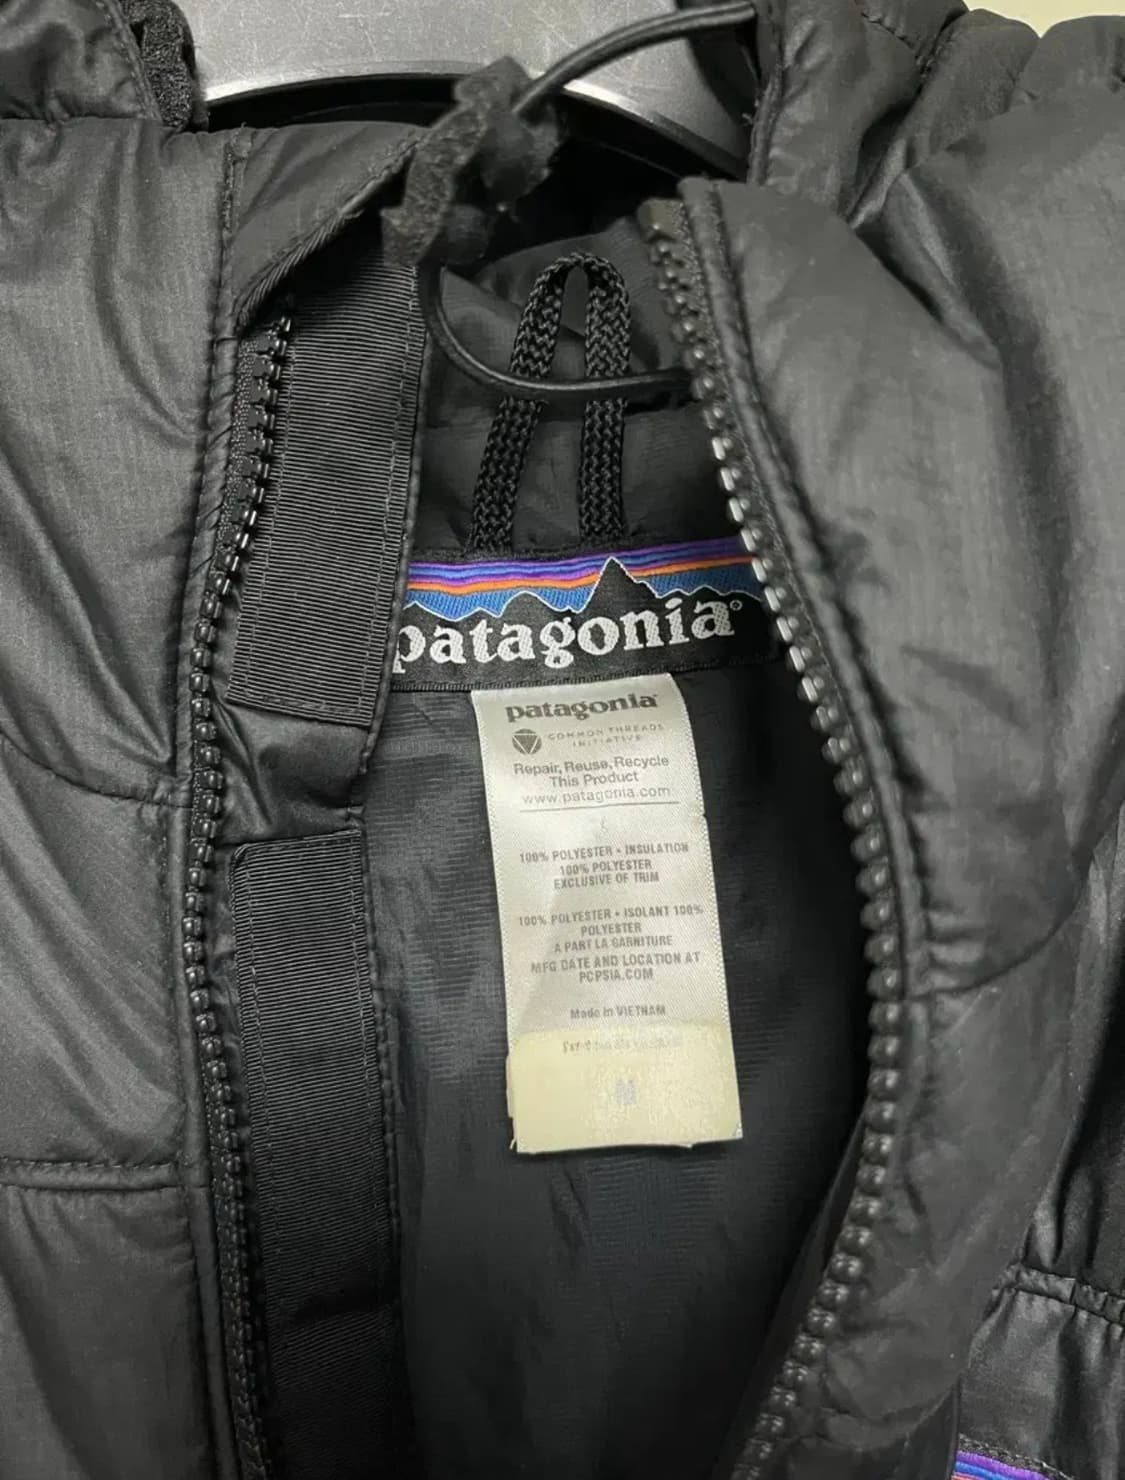 patagonia®
patagonia
COMMON THREADS
INITIATIVE
Repair, Reuse, Recycle
This Product
www.patagonia.com
100% POLYESTER • INSULATION
100% POLYESTER
EXCLUSIVE OF TRIM
100% POLYESTER • ISOLANT 100%
POLYESTER
A PART LA GARNITURE
MFG DATE AND LOCATION AT
PCPSIA.COM
Made in VIETNAM
M